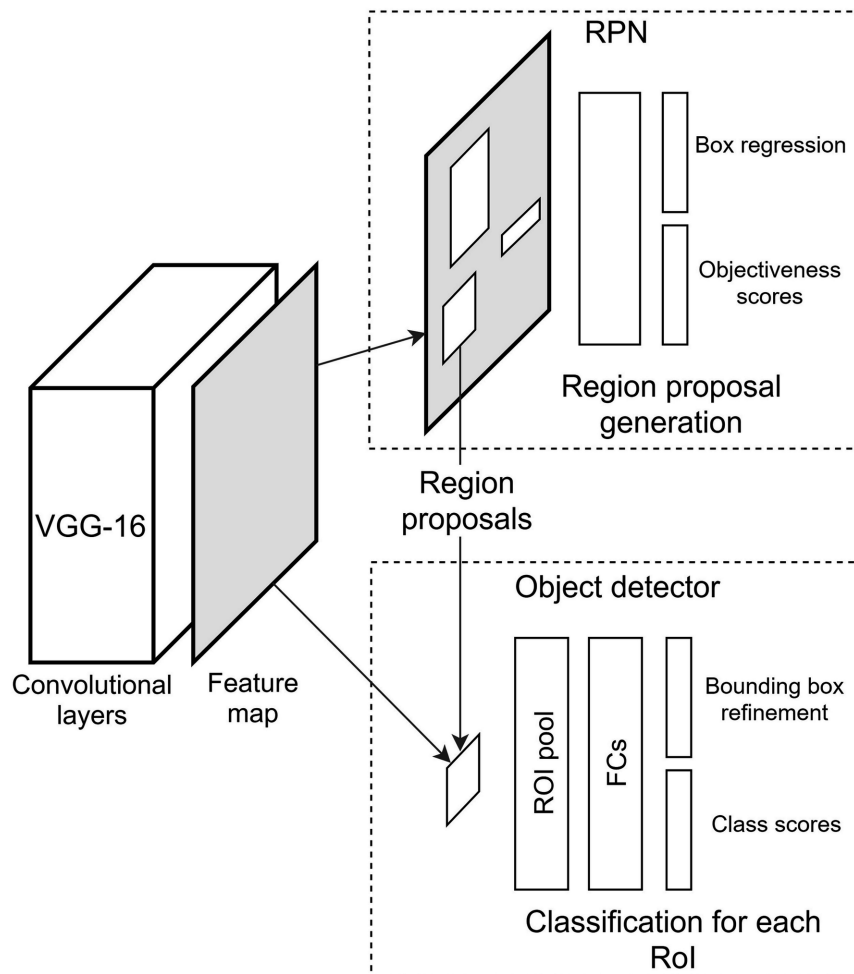 RPN
Box regression
Objectiveness
scores
Region proposal
generation
VGG-16
Convolutional
layers
Feature
map
Region
proposals
Object detector
ROI pool
FCs
Bounding box
refinement
Class scores
Classification for each
RoI